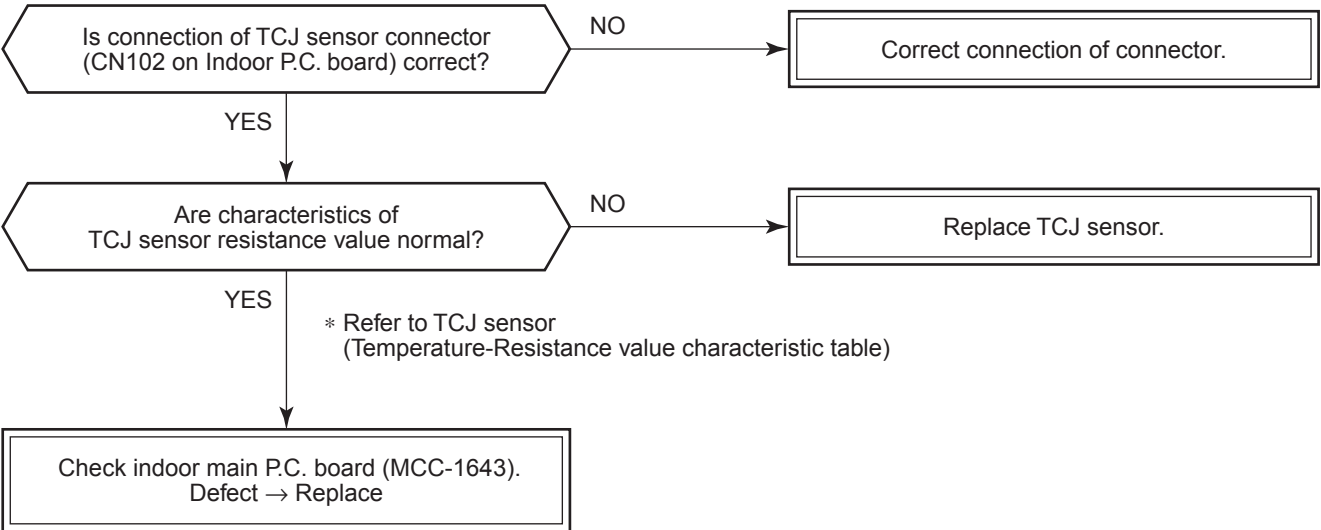 Is connection of TCJ sensor connector
(CN102 on Indoor P.C. board) correct?
NO
Correct connection of connector.
YES
Are characteristics of
TCJ sensor resistance value normal?
NO
Replace TCJ sensor.
YES
* Refer to TCJ sensor
(Temperature-Resistance value characteristic table)
Check indoor main P.C. board (MCC-1643).
Defect → Replace